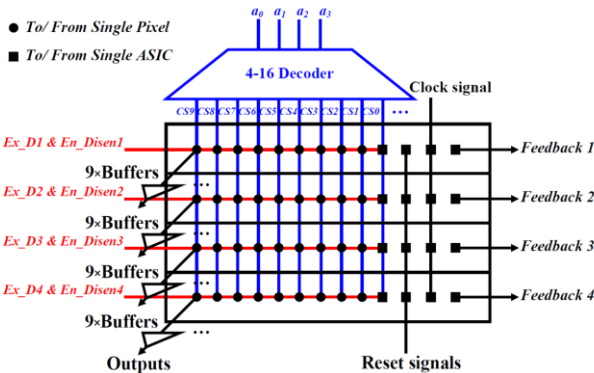 a0 a1 a2 a3
To/ From Single Pixel
To/ From Single ASIC
4-16 Decoder
Clock signal
CS9 CS8 CS7 CS6 CS5 CS4 CS3 CS2 CS1 CS0 ...
Ex_D1 & En_Disen1
Feedback 1
9×Buffers
...
Ex_D2 & En_Disen2
Feedback 2
9×Buffers
...
Ex_D3 & En_Disen3
Feedback 3
9×Buffers
...
Ex_D4 & En_Disen4
Feedback 4
9×Buffers
...
Outputs
Reset signals